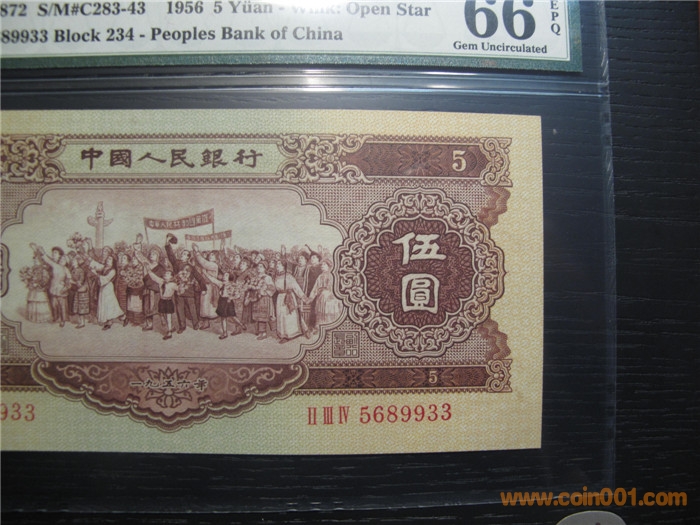 872 S/M#C283-43 1956 5 Yüan - Wmk: Open Star
89933 Block 234 - Peoples Bank of China
66 EPQ
Gem Uncirculated
中國人民銀行
5
伍圓
一九五六年
5
933
II III IV 5689933
www.coin001.com